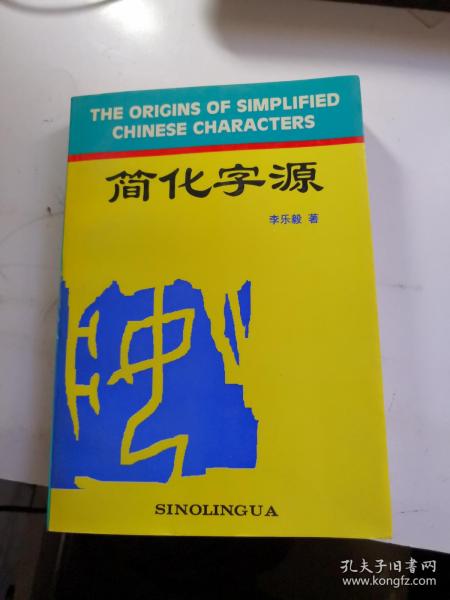 THE ORIGINS OF SIMPLIFIED
CHINESE CHARACTERS
简化字源
李乐毅 著
SINOLINGUA
孔夫子旧书网
www.kongfz.com